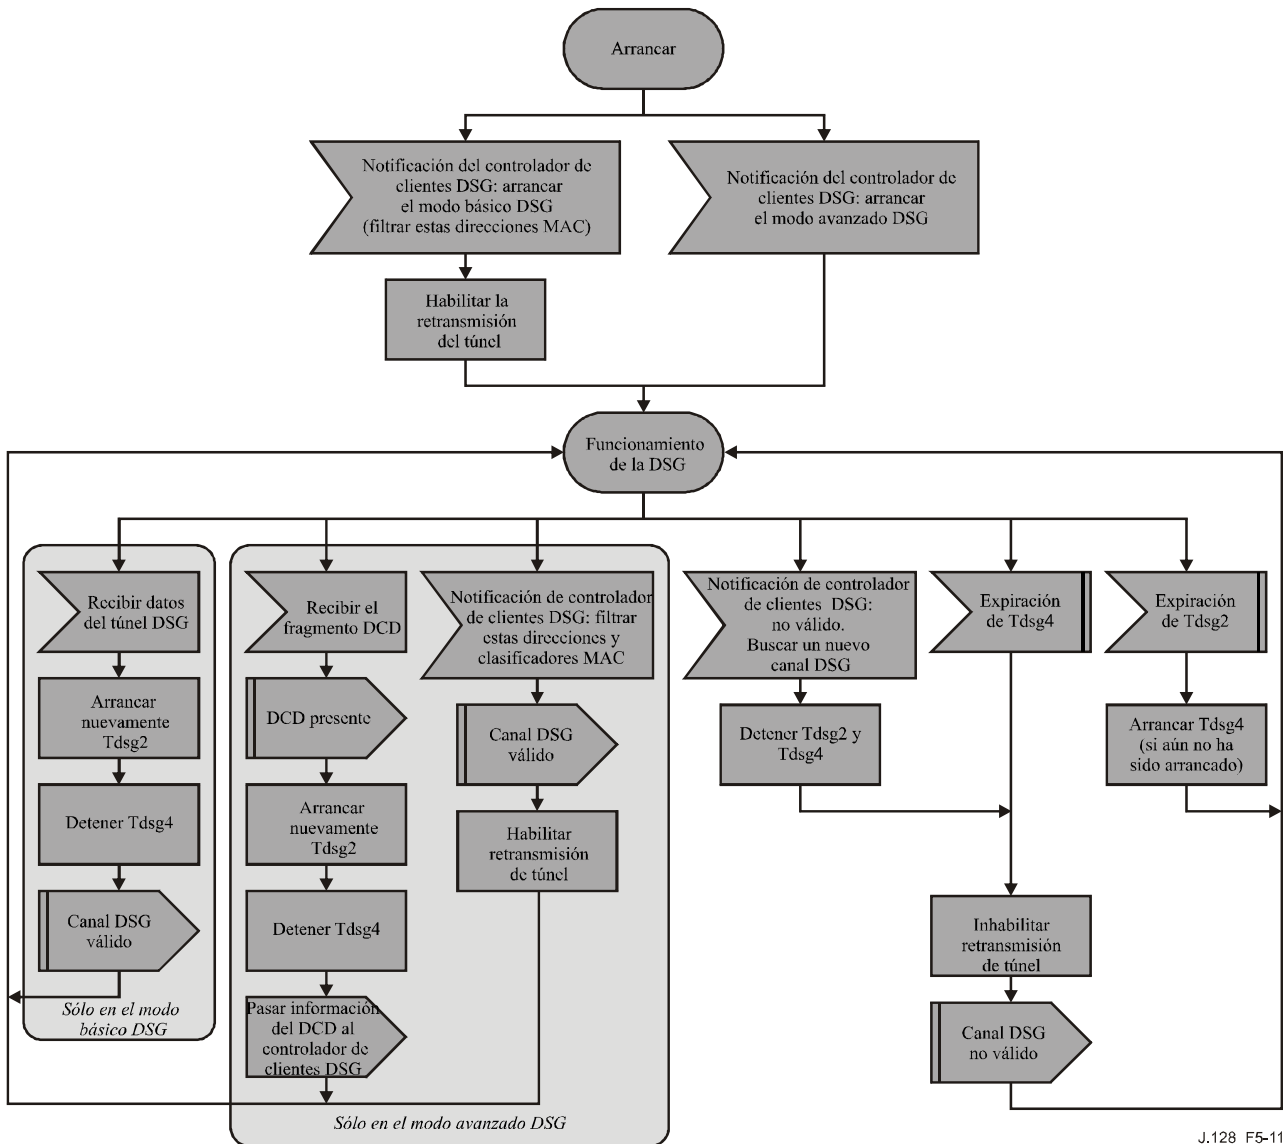 Arrancar
Notificación del controlador de
clientes DSG: arrancar
el modo básico DSG
(filtrar estas direcciones MAC)
Notificación del controlador de
clientes DSG: arrancar
el modo avanzado DSG
Habilitar la
retransmisión
del túnel
Funcionamiento
de la DSG
Recibir datos
del túnel DSG
Arrancar
nuevamente
Tdsg2
Detener Tdsg4
Canal DSG
válido
Sólo en el modo
básico DSG
Recibir el
fragmento DCD
DCD presente
Arrancar
nuevamente
Tdsg2
Detener Tdsg4
Pasar información
del DCD al
controlador de
clientes DSG
Notificación de controlador
de clientes DSG: filtrar
estas direcciones y
clasificadores MAC
Canal DSG
válido
Habilitar
retransmisión
de túnel
Sólo en el modo avanzado DSG
Notificación de controlador
de clientes DSG:
no válido.
Buscar un nuevo
canal DSG
Detener Tdsg2 y
Tdsg4
Expiración
de Tdsg4
Inhabilitar
retransmisión
de túnel
Canal DSG
no válido
Expiración
de Tdsg2
Arrancar Tdsg4
(si aún no ha
sido arrancado)
J.128_F5-11